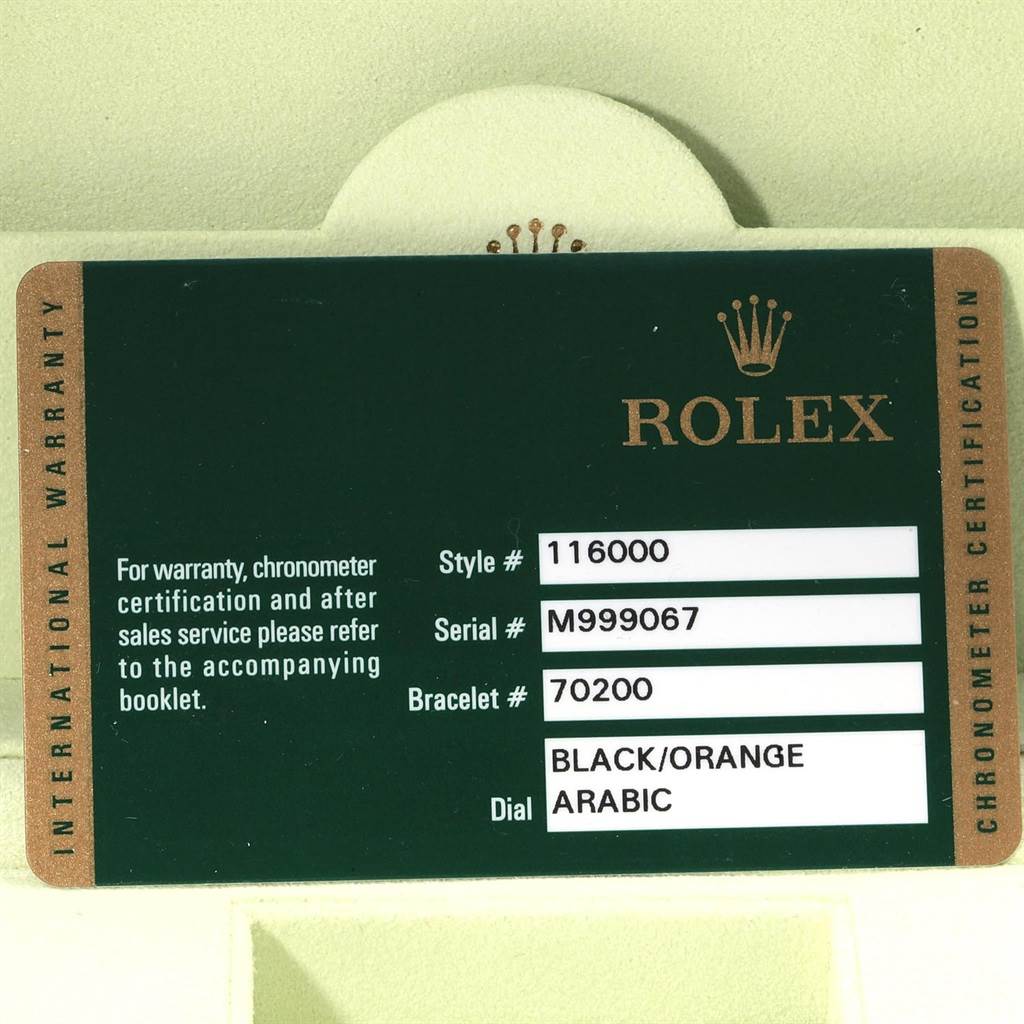 INTERNATIONAL WARRANTY
ROLEX
For warranty, chronometer
certification and after
sales service please refer
to the accompanying
booklet.
Style # 116000
Serial # M999067
Bracelet # 70200
Dial BLACK/ORANGE
ARABIC
CHRONOMETER CERTIFICATION